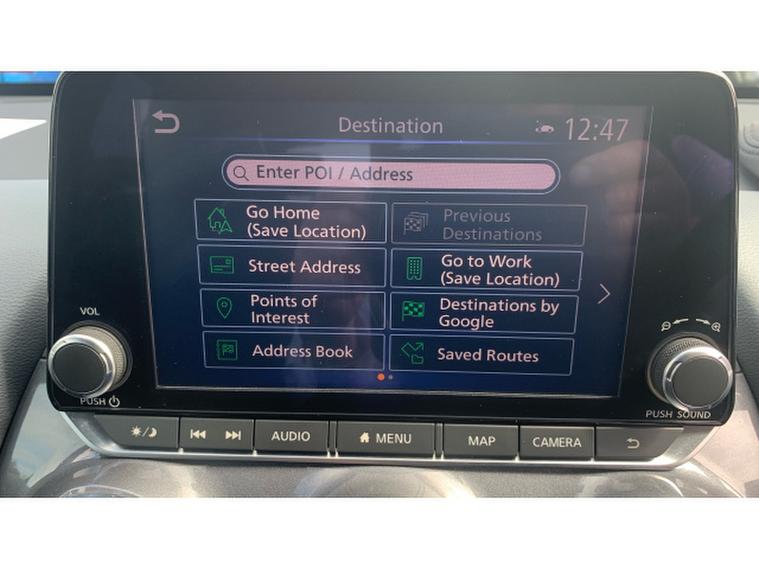 Destination
12:47
Enter POI / Address
Go Home
(Save Location)
Previous
Destinations
Street Address
Go to Work
(Save Location)
Points of
Interest
Destinations by
Google
Address Book
Saved Routes
VOL
PUSH
PUSH SOUND
AUDIO
MENU
MAP
CAMERA